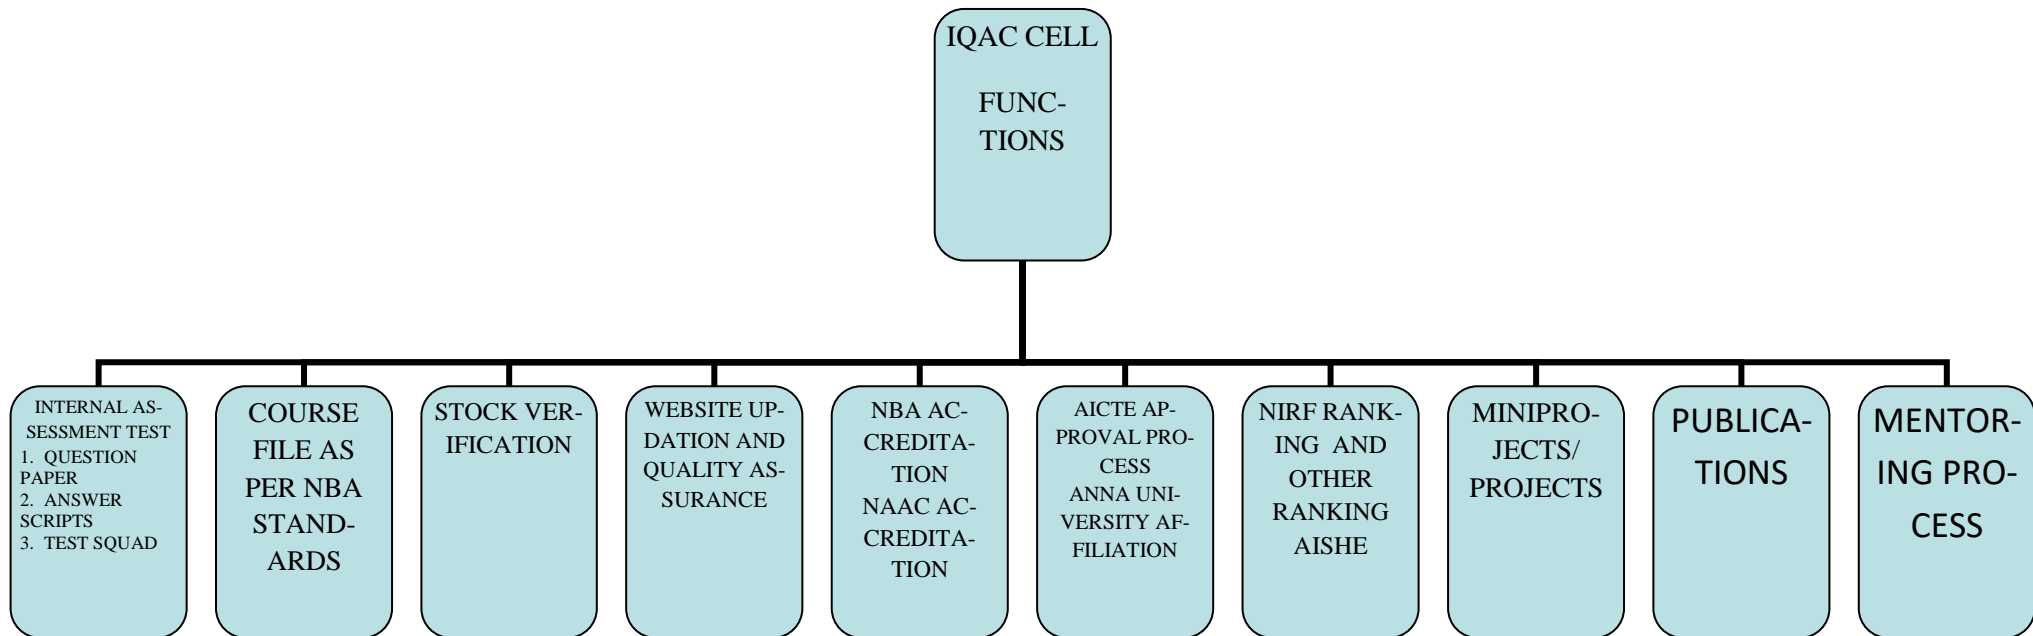 IQAC CELL
FUNC-
TIONS
INTERNAL AS-
SESSMENT TEST
1. QUESTION
PAPER
2. ANSWER
SCRIPTS
3. TEST SQUAD
COURSE
FILE AS
PER NBA
STAND-
ARDS
STOCK VER-
IFICATION
WEBSITE UP-
DATION AND
QUALITY AS-
SURANCE
NBA AC-
CREDITA-
TION
NAAC AC-
CREDITA-
TION
AICTE AP-
PROVAL PRO-
CESS
ANNA UNI-
VERSITY AF-
FILIATION
NIRF RANK-
ING AND
OTHER
RANKING
AISHE
MINIPRO-
JECTS/
PROJECTS
PUBLICA-
TIONS
MENTOR-
ING PRO-
CESS